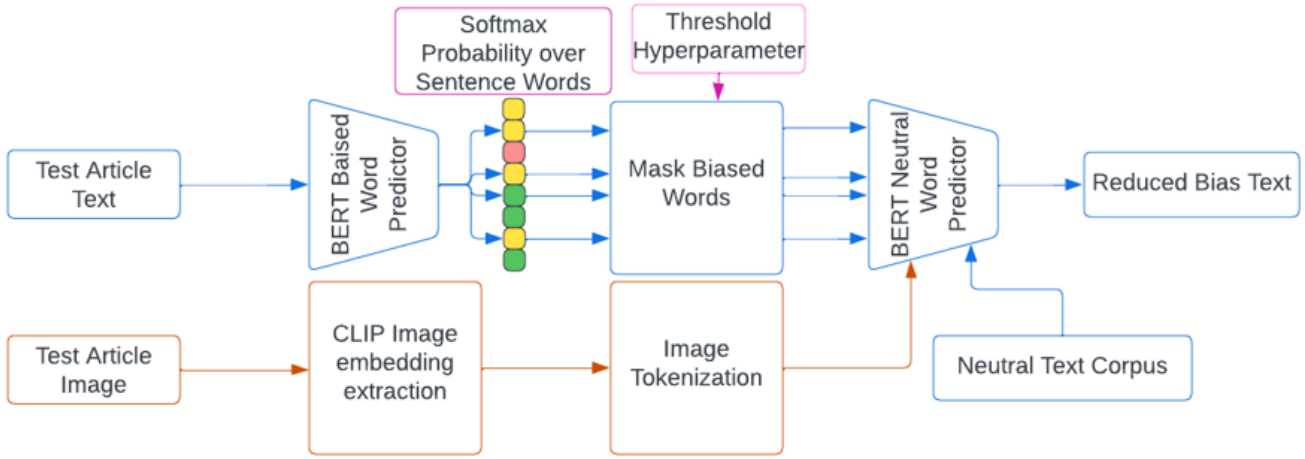 Softmax
Probability over
Sentence Words
Threshold
Hyperparameter
Test Article
Text
BERT Baised
Word
Predictor
Mask Biased
Words
BERT Neutral
Word
Predictor
Reduced Bias Text
Test Article
Image
CLIP Image
embedding
extraction
Image
Tokenization
Neutral Text Corpus